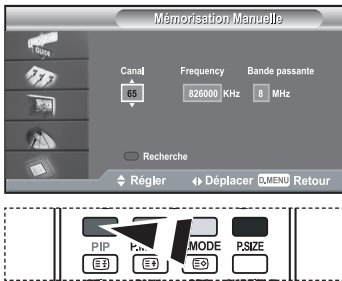 Mémorisation Manuelle
GUIDE
Canal Frequency Bande passante
65 826000 KHz 8 MHz
Recherche
Régler Déplacer D.MENU Retour
PIP P.MODE P.SIZE